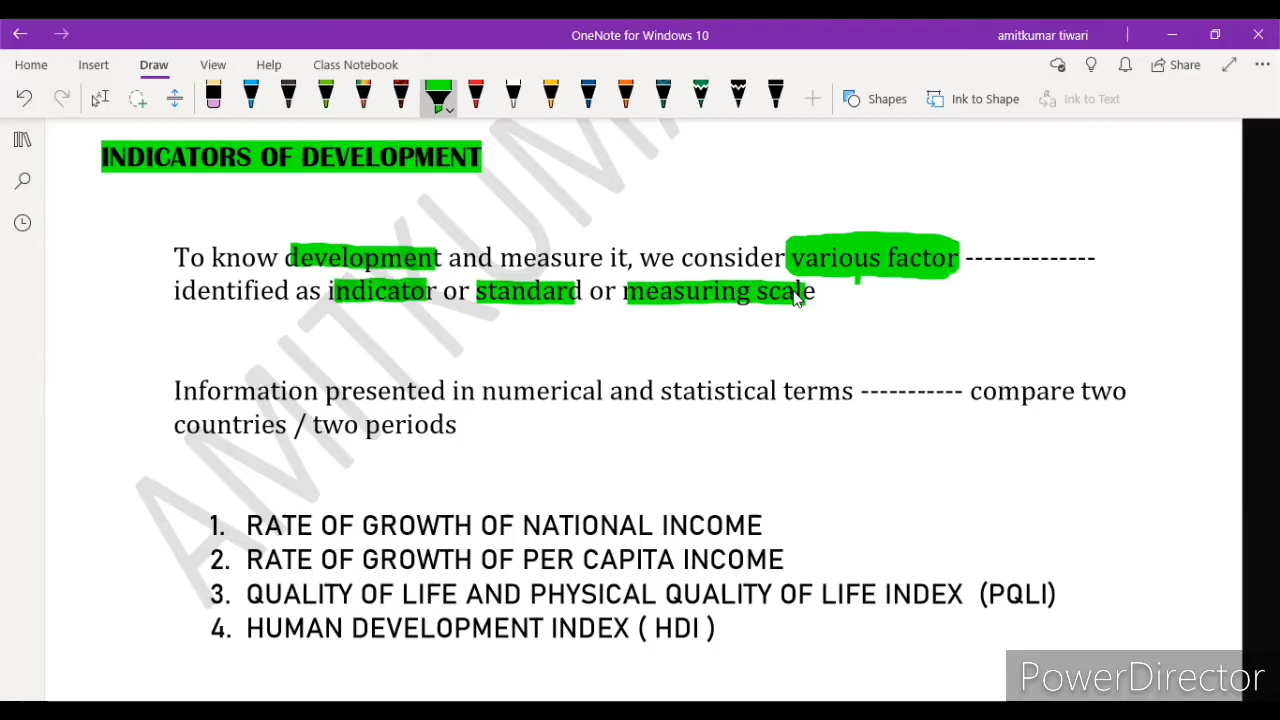 OneNote for Windows 10
amitkumar tiwari
Home Insert Draw View Help Class Notebook
Share
Shapes Ink to Shape Ink to Text
INDICATORS OF DEVELOPMENT
To know development and measure it, we consider various factor --------------
identified as indicator or standard or measuring scale
Information presented in numerical and statistical terms ----------- compare two
countries / two periods
1. RATE OF GROWTH OF NATIONAL INCOME
2. RATE OF GROWTH OF PER CAPITA INCOME
3. QUALITY OF LIFE AND PHYSICAL QUALITY OF LIFE INDEX (PQLI)
4. HUMAN DEVELOPMENT INDEX ( HDI )
AMITKUMA
PowerDirector